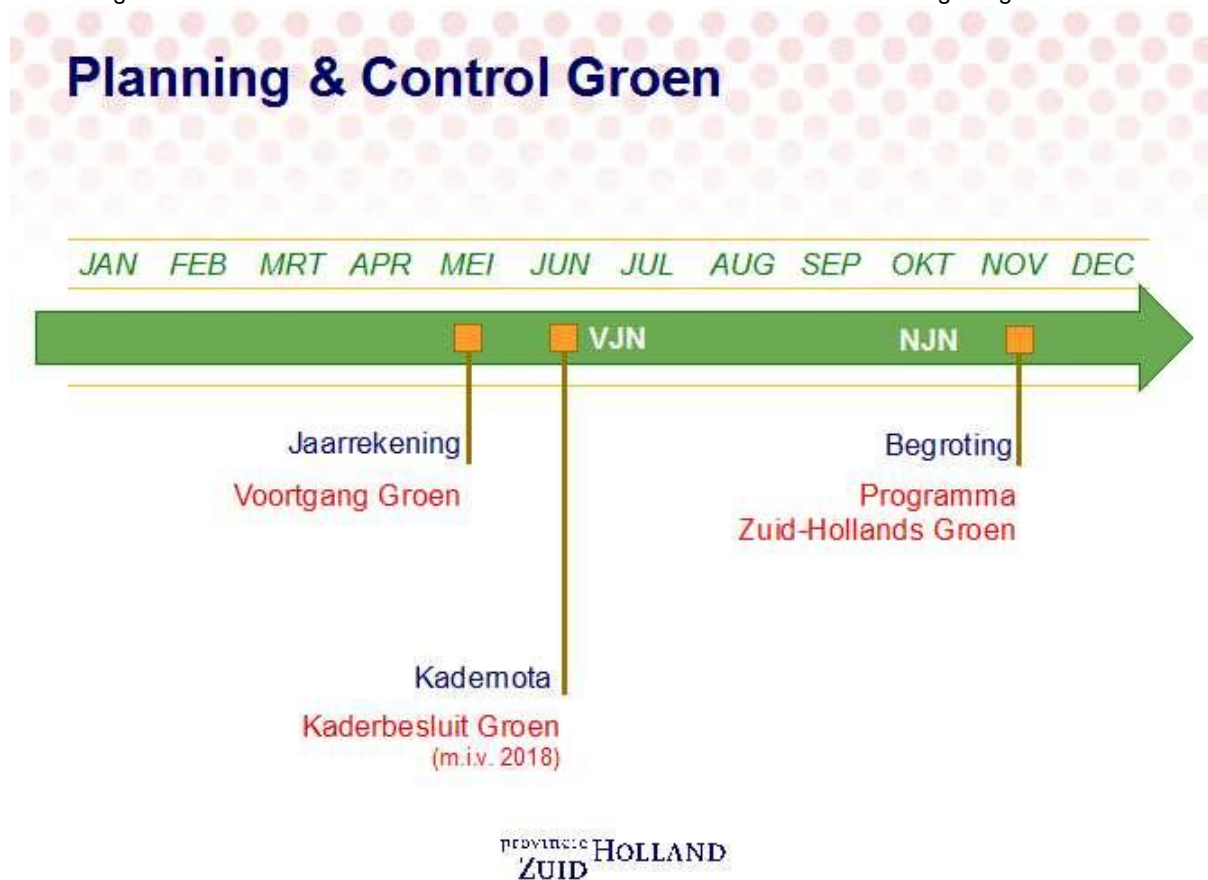 Planning & Control Groen
JAN FEB MRT APR MEI JUN JUL AUG SEP OKT NOV DEC
VJN NJN
Jaarrekening
Voortgang Groen
Begroting
Programma
Zuid-Hollands Groen
Kadernota
Kaderbesluit Groen
(m.i.v. 2018)
provincie HOLLAND
ZUID